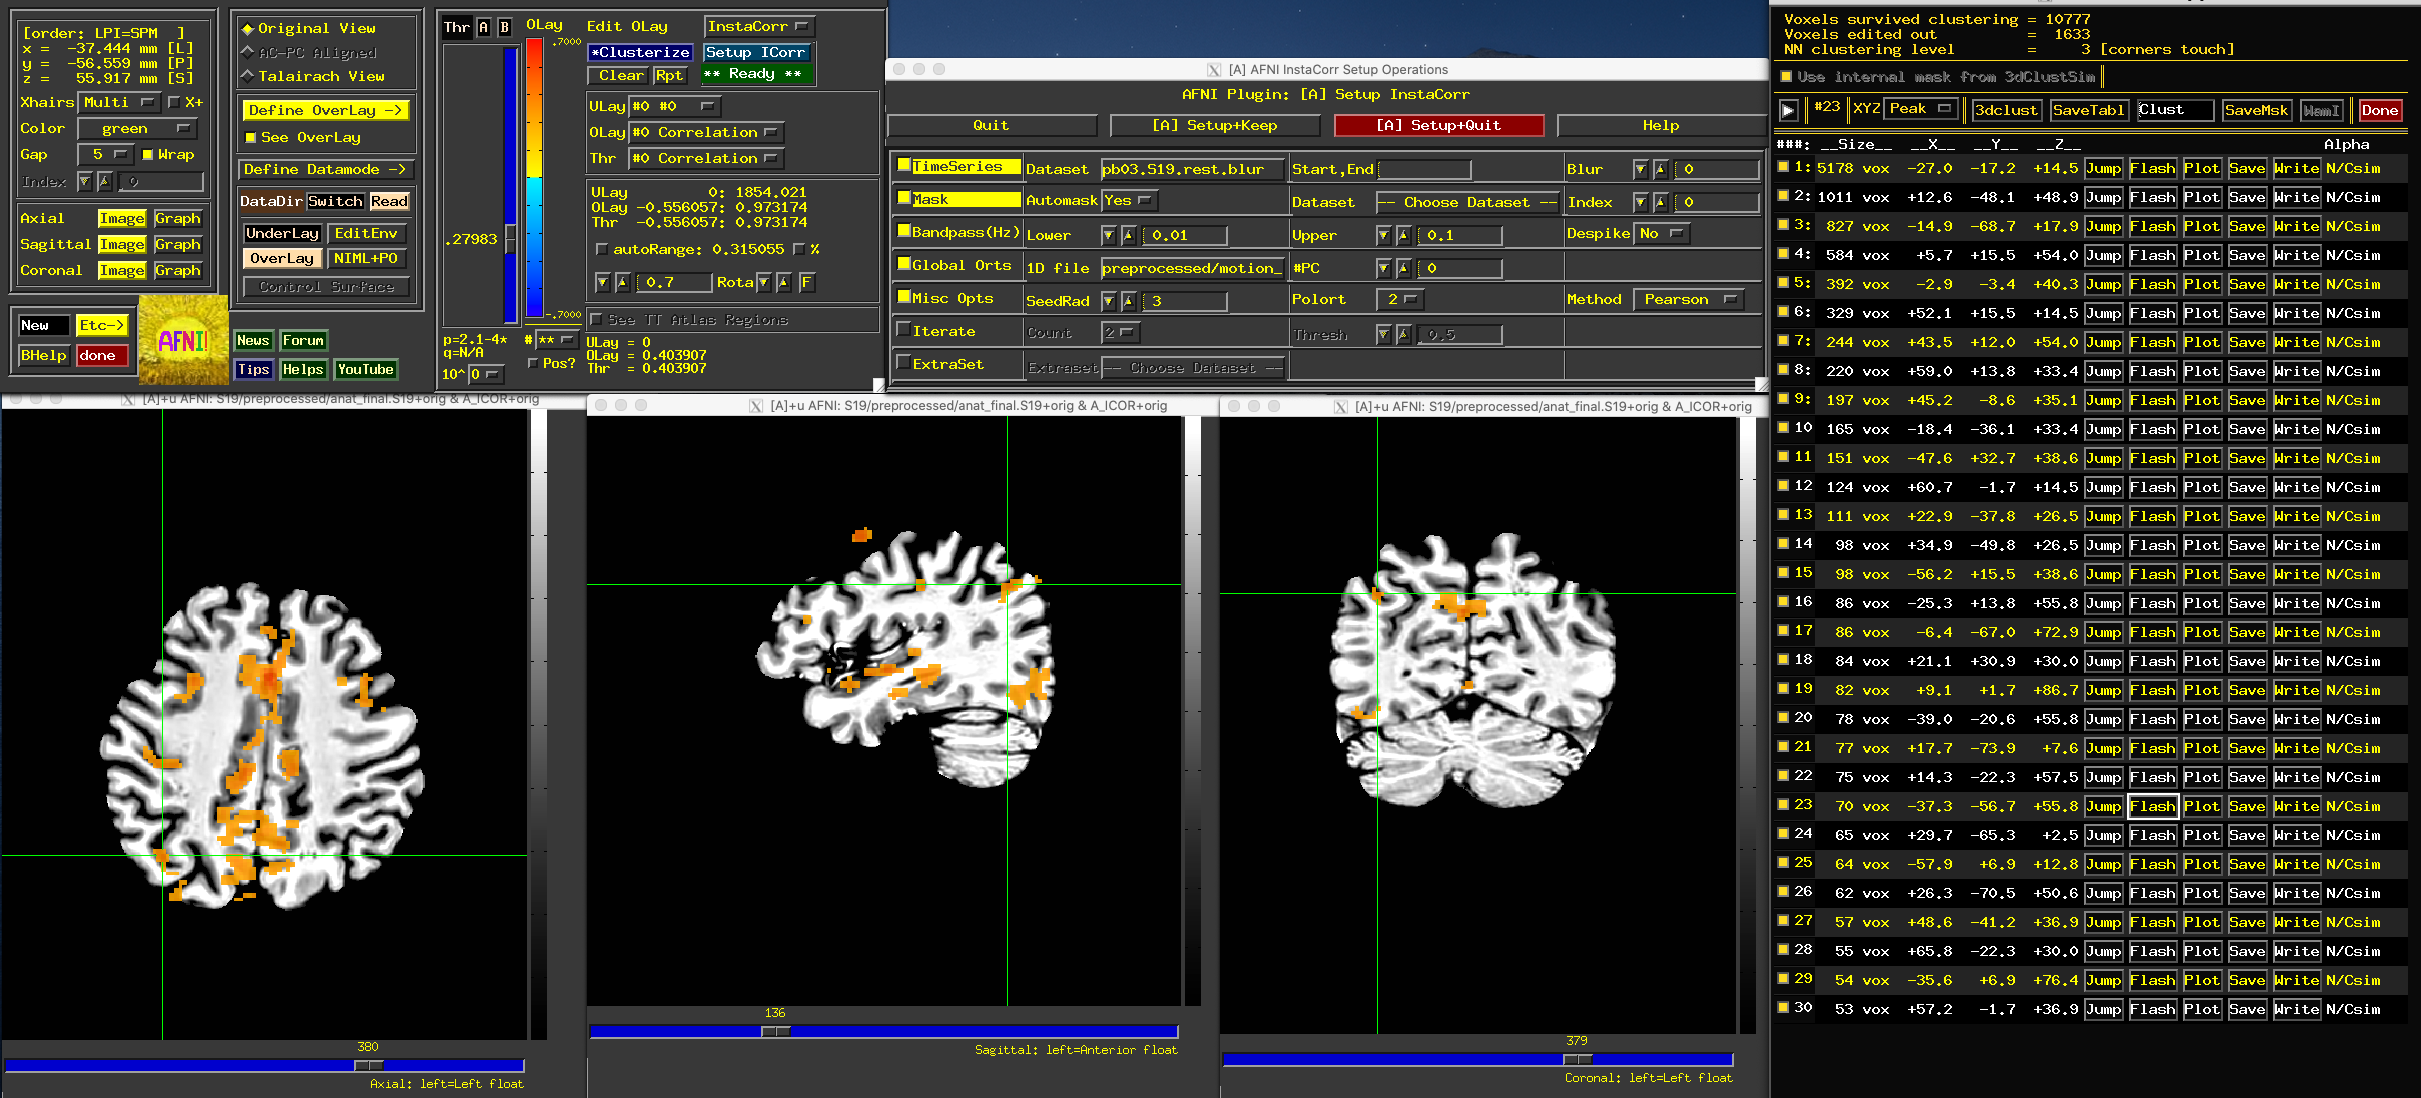 [order: LPI=SPM ]
x = -37.444 mm [L]
y = -56.559 mm [P]
z = 55.917 mm [S]
Xhairs Multi X+
Color green
Gap 5 Wrap
Index 0
Axial Image Graph
Sagittal Image Graph
Coronal Image Graph
New Etc->
BHelp done
AFNI!
Original View
AC-PC Aligned
Talairach View
Define OverLay ->
See OverLay
Define Datamode ->
DataDir Switch Read
UnderLay EditEnv
OverLay NIML+PO
Control Surface
News Forum
Tips Helps YouTube
Thr A B OLay
.7000
.27983
-.7000
p=2.1-4*
q=N/A
10^ 0
# **
Pos?
Edit OLay InstaCorr
*Clusterize Setup ICorr
Clear Rpt ** Ready **
ULay #0 #0
OLay #0 Correlation
Thr #0 Correlation
ULay 0: 1854.021
OLay -0.556057: 0.973174
Thr -0.556057: 0.973174
autoRange: 0.315055 %
0.7 Rota F
See TT Atlas Regions
ULay = 0
OLay = 0.403907
Thr = 0.403907
[A] AFNI InstaCorr Setup Operations
AFNI Plugin: [A] Setup InstaCorr
Quit [A] Setup+Keep [A] Setup+Quit Help
TimeSeries Dataset pb03.S19.rest.blur Start,End Blur 0
Mask Automask Yes Dataset -- Choose Dataset -- Index 0
Bandpass(Hz) Lower 0.01 Upper 0.1 Despike No
Global Orts 1D file preprocessed/motion_ #PC 0
Misc Opts SeedRad 3 Polort 2 Method Pearson
Iterate Count 2 Thresh 0.5
ExtraSet Extraset -- Choose Dataset --
[A]+u AFNI: S19/preprocessed/anat_final.S19+orig & A_ICOR+orig
380
Axial: left=Left float
[A]+u AFNI: S19/preprocessed/anat_final.S19+orig & A_ICOR+orig
136
Sagittal: left=Anterior float
[A]+u AFNI: S19/preprocessed/anat_final.S19+orig & A_ICOR+orig
379
Coronal: left=Left float
Voxels survived clustering = 10777
Voxels edited out = 1633
NN clustering level = 3 [corners touch]
Use internal mask from 3dClustSim
#23 XYZ Peak 3dclust SaveTabl Clust SaveMsk WamI Done
###: __Size__ __X__ __Y__ __Z__ Alpha
1: 5178 vox -27.0 -17.2 +14.5 Jump Flash Plot Save Write N/Csim
2: 1011 vox +12.6 -48.1 +48.9 Jump Flash Plot Save Write N/Csim
3: 827 vox -14.9 -68.7 +17.9 Jump Flash Plot Save Write N/Csim
4: 584 vox +5.7 +15.5 +54.0 Jump Flash Plot Save Write N/Csim
5: 392 vox -2.9 -3.4 +40.3 Jump Flash Plot Save Write N/Csim
6: 329 vox +52.1 +15.5 +14.5 Jump Flash Plot Save Write N/Csim
7: 244 vox +43.5 +12.0 +54.0 Jump Flash Plot Save Write N/Csim
8: 220 vox +59.0 +13.8 +33.4 Jump Flash Plot Save Write N/Csim
9: 197 vox +45.2 -8.6 +35.1 Jump Flash Plot Save Write N/Csim
10 165 vox -18.4 -36.1 +33.4 Jump Flash Plot Save Write N/Csim
11 151 vox -47.6 +32.7 +38.6 Jump Flash Plot Save Write N/Csim
12 124 vox +60.7 -1.7 +14.5 Jump Flash Plot Save Write N/Csim
13 111 vox +22.9 -37.8 +26.5 Jump Flash Plot Save Write N/Csim
14 98 vox +34.9 -49.8 +26.5 Jump Flash Plot Save Write N/Csim
15 98 vox -56.2 +15.5 +38.6 Jump Flash Plot Save Write N/Csim
16 86 vox -25.3 +13.8 +55.8 Jump Flash Plot Save Write N/Csim
17 86 vox -6.4 -67.0 +72.9 Jump Flash Plot Save Write N/Csim
18 84 vox +21.1 +30.9 +30.0 Jump Flash Plot Save Write N/Csim
19 82 vox +9.1 +1.7 +86.7 Jump Flash Plot Save Write N/Csim
20 78 vox -39.0 -20.6 +55.8 Jump Flash Plot Save Write N/Csim
21 77 vox +17.7 -73.9 +7.6 Jump Flash Plot Save Write N/Csim
22 75 vox +14.3 -22.3 +57.5 Jump Flash Plot Save Write N/Csim
23 70 vox -37.3 -56.7 +55.8 Jump Flash Plot Save Write N/Csim
24 65 vox +29.7 -65.3 +2.5 Jump Flash Plot Save Write N/Csim
25 64 vox -57.9 +6.9 +12.8 Jump Flash Plot Save Write N/Csim
26 62 vox +26.3 -70.5 +50.6 Jump Flash Plot Save Write N/Csim
27 57 vox +48.6 -41.2 +36.9 Jump Flash Plot Save Write N/Csim
28 55 vox +65.8 -22.3 +30.0 Jump Flash Plot Save Write N/Csim
29 54 vox -35.6 +6.9 +76.4 Jump Flash Plot Save Write N/Csim
30 53 vox +57.2 -1.7 +36.9 Jump Flash Plot Save Write N/Csim